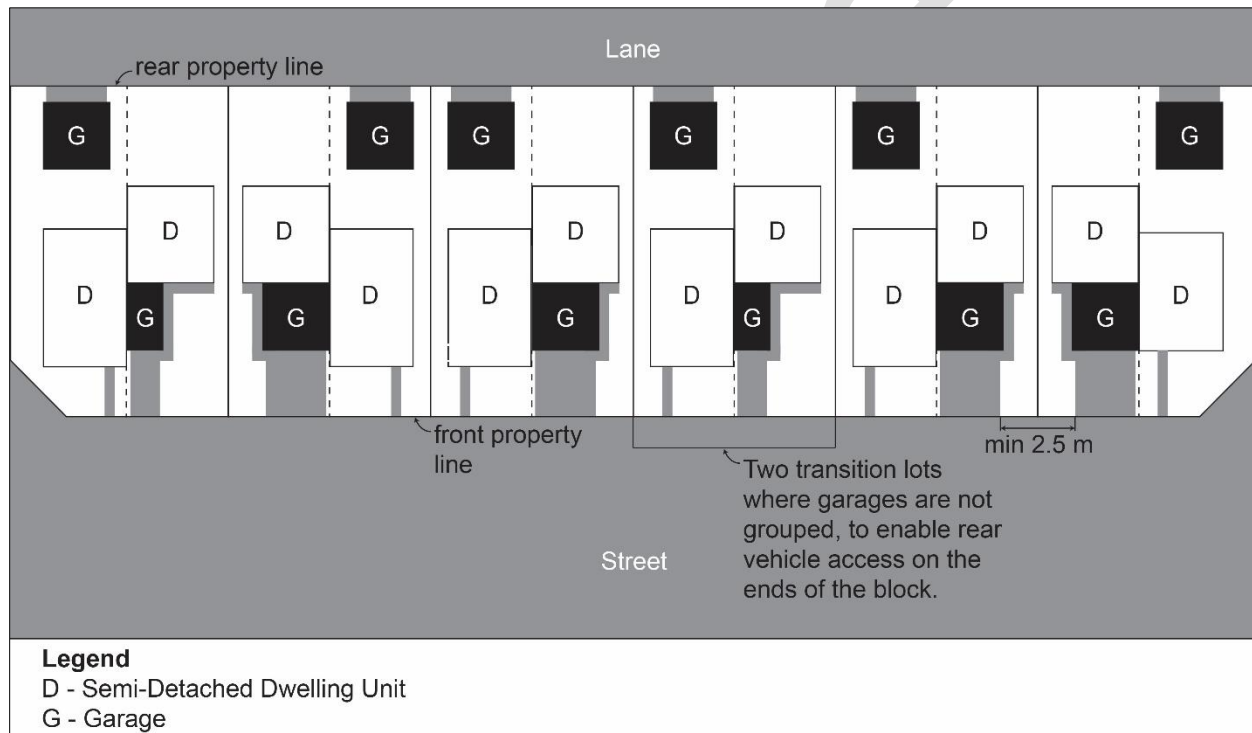 Lane
rear property line
G G G G G G
D D D D D D
D D D D D D
G G G G G G
front property
line
min 2.5 m
Two transition lots
where garages are not
grouped, to enable rear
vehicle access on the
ends of the block.
Street
Legend
D - Semi-Detached Dwelling Unit
G - Garage